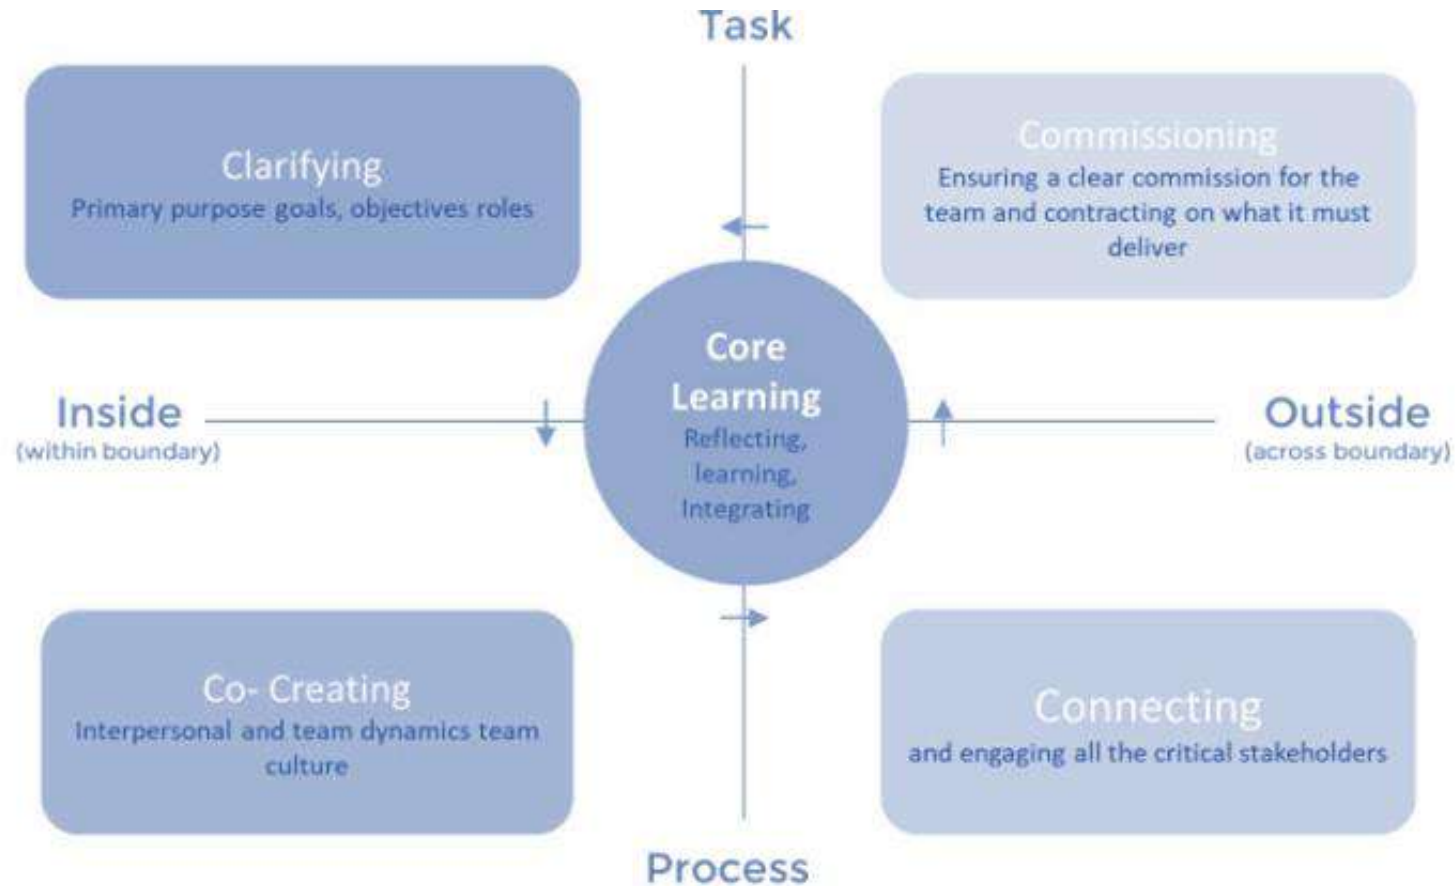 Task
Clarifying
Primary purpose goals, objectives roles
Commissioning
Ensuring a clear commission for the
team and contracting on what it must
deliver
Inside
(within boundary)
Core
Learning
Reflecting,
learning,
Integrating
Outside
(across boundary)
Co- Creating
Interpersonal and team dynamics team
culture
Connecting
and engaging all the critical stakeholders
Process